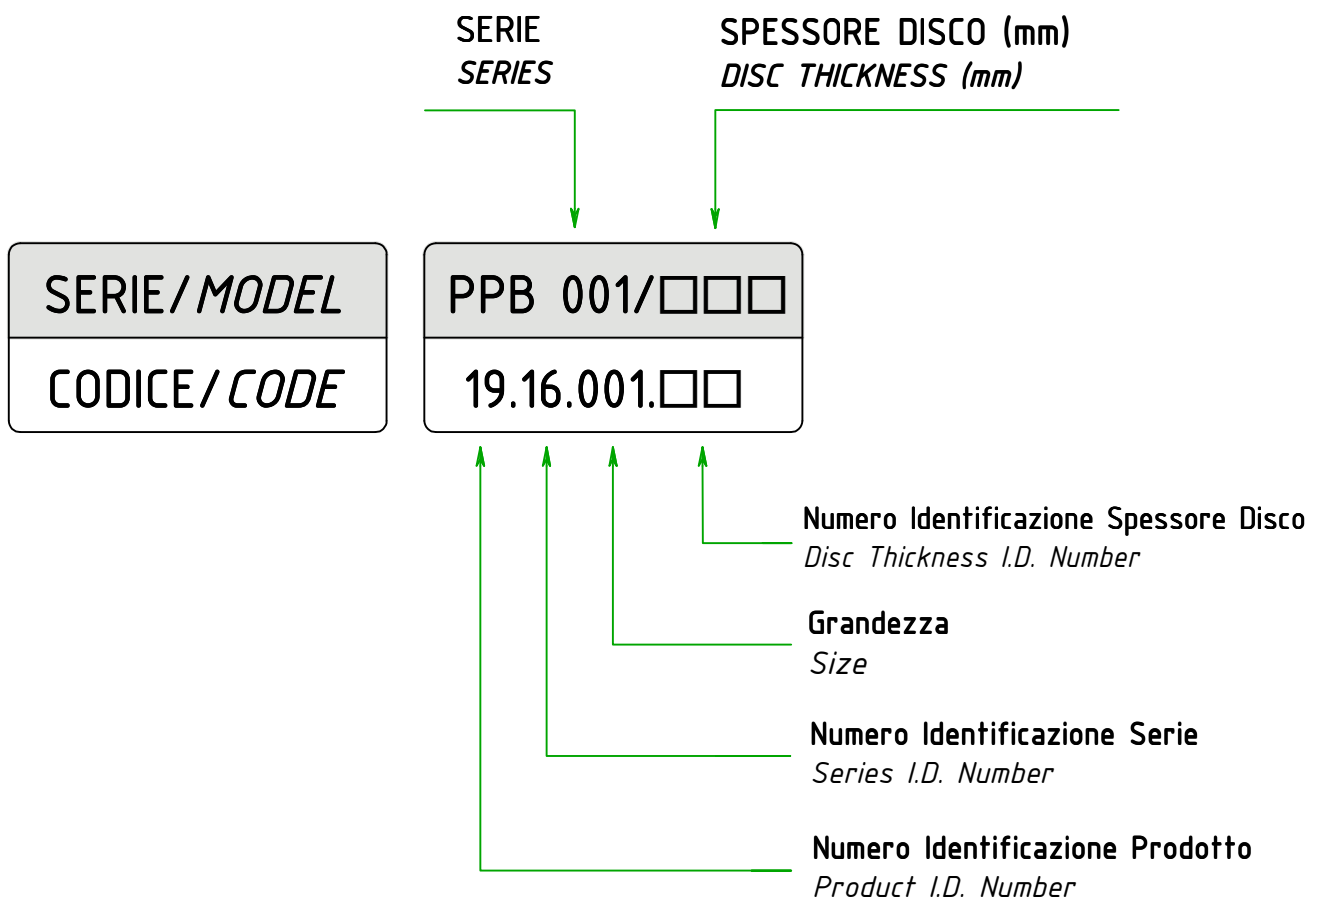 SERIE
SERIES
SPESSORE DISCO (mm)
DISC THICKNESS (mm)
SERIE/MODEL
PPB 001/□□□
CODICE/CODE
19.16.001.□□
Numero Identificazione Spessore Disco
Disc Thickness I.D. Number
Grandezza
Size
Numero Identificazione Serie
Series I.D. Number
Numero Identificazione Prodotto
Product I.D. Number